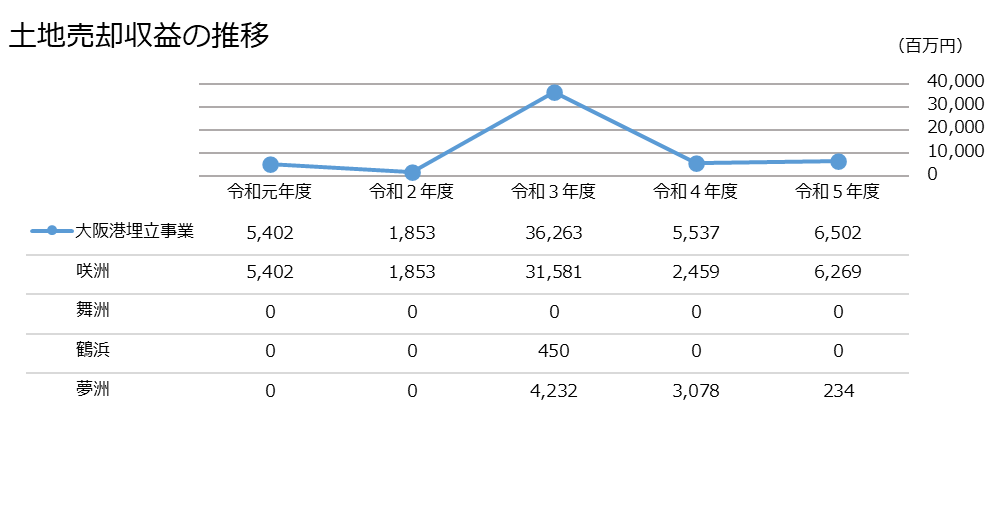 土地売却収益の推移
（百万円）
40,000
30,000
20,000
10,000
0
令和元年度 令和２年度 令和３年度 令和４年度 令和５年度
大阪港埋立事業 5,402 1,853 36,263 5,537 6,502
咲洲 5,402 1,853 31,581 2,459 6,269
舞洲 0 0 0 0 0
鶴浜 0 0 450 0 0
夢洲 0 0 4,232 3,078 234